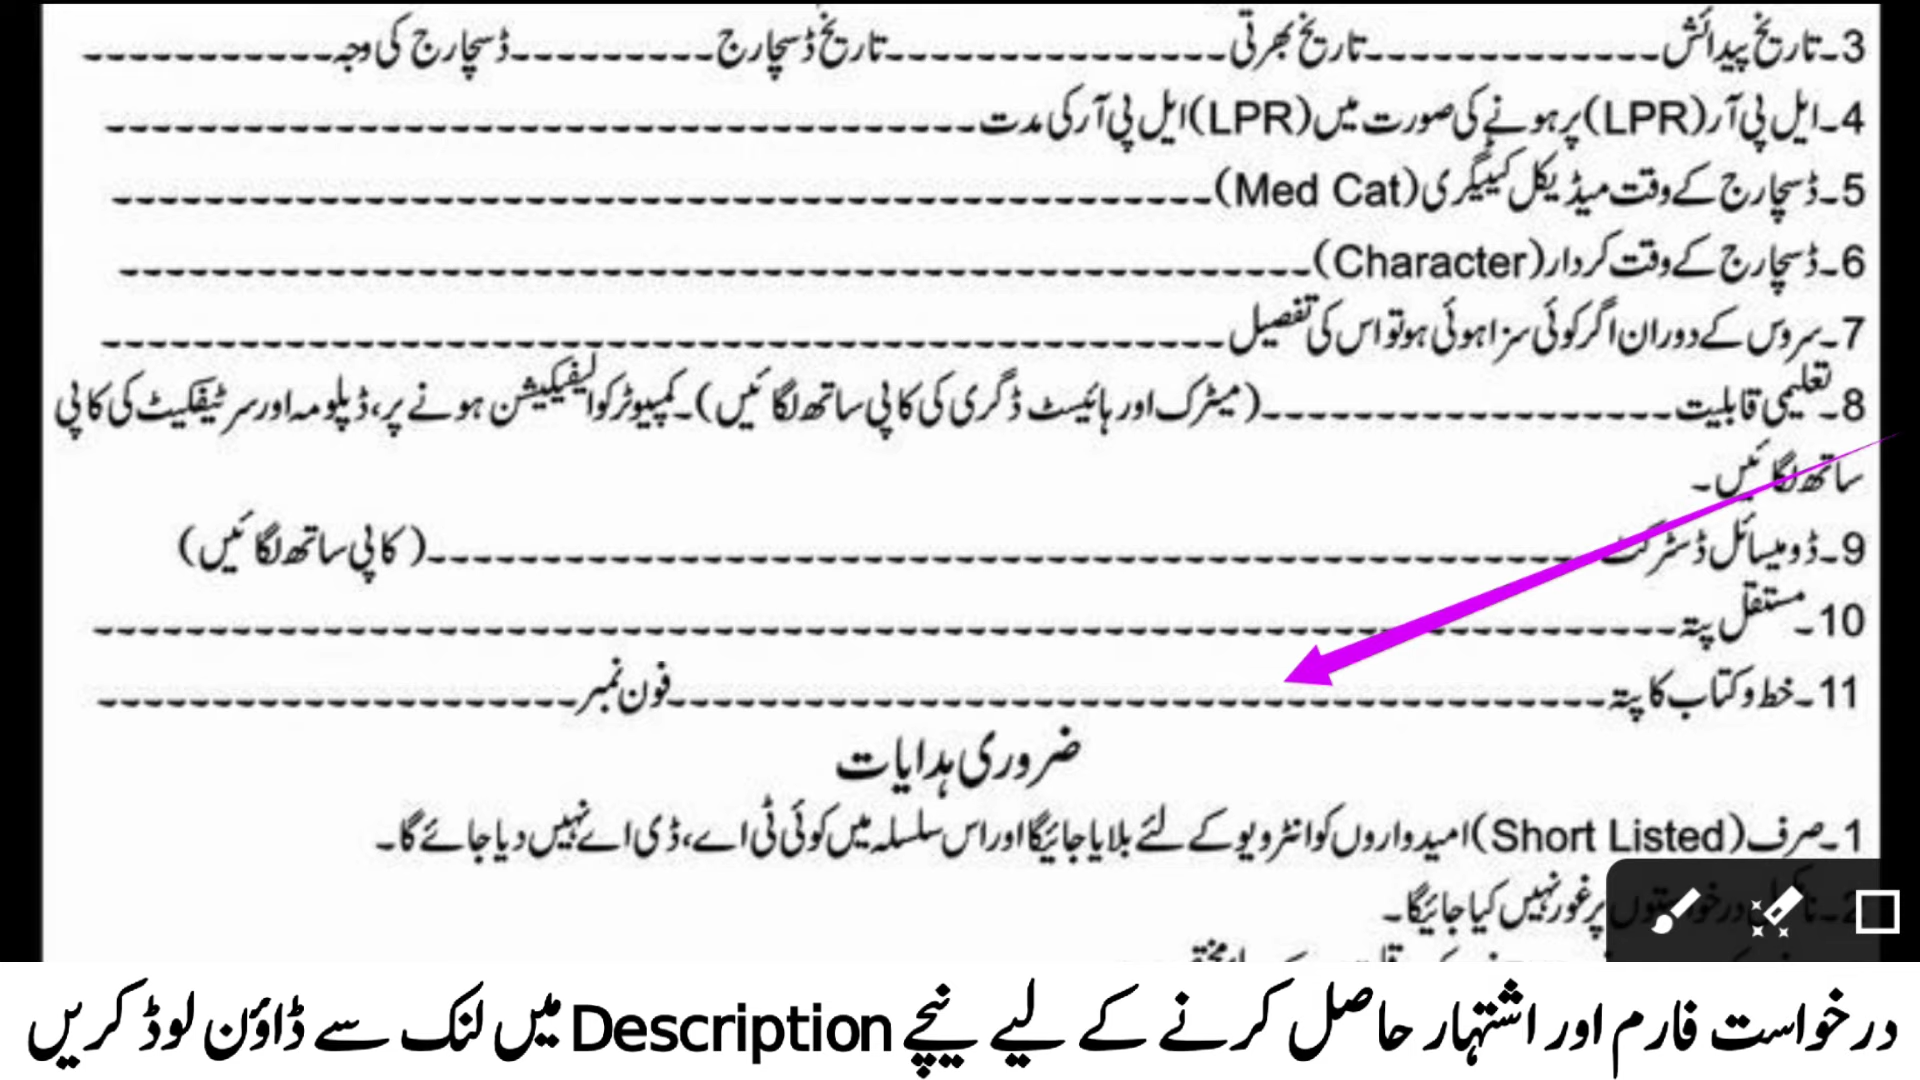 3۔تاریخ پیدائش۔۔۔۔۔۔۔۔۔۔۔۔۔۔۔تاریخ بھرتی۔۔۔۔۔۔۔۔۔۔۔۔۔۔۔۔۔تاریخ ڈسچارج۔۔۔۔۔۔۔۔۔ڈسچارج کی وجہ۔۔۔۔۔۔۔۔۔۔۔
4۔ایل پی آر(LPR)پر ہونے کی صورت میں(LPR)ایل پی آر کی مدت۔۔۔۔۔۔۔۔۔۔۔۔۔۔۔۔۔۔۔۔۔۔۔۔۔۔۔۔۔۔۔۔۔۔۔
5۔ڈسچارج کے وقت میڈیکل کیٹیگری(Med Cat)۔۔۔۔۔۔۔۔۔۔۔۔۔۔۔۔۔۔۔۔۔۔۔۔۔۔۔۔۔۔۔۔۔۔۔۔۔۔۔۔۔۔۔
6۔ڈسچارج کے وقت کردار(Character)۔۔۔۔۔۔۔۔۔۔۔۔۔۔۔۔۔۔۔۔۔۔۔۔۔۔۔۔۔۔۔۔۔۔۔۔۔۔۔۔۔۔۔۔۔۔۔
7۔سروس کے دوران اگر کوئی سزا ہوئی ہو تو اس کی تفصیل۔۔۔۔۔۔۔۔۔۔۔۔۔۔۔۔۔۔۔۔۔۔۔۔۔۔۔۔۔۔۔۔۔۔۔۔۔۔۔۔۔۔۔۔
8۔تعلیمی قابلیت۔۔۔۔۔۔۔۔۔۔۔۔۔۔۔۔۔(میٹرک اور ہائیسٹ ڈگری کی کاپی ساتھ لگائیں)۔کمپیوٹر کوالیفیکیشن ہونے پر، ڈپلومہ اور سرٹیفکیٹ کی کاپی
ساتھ لگائیں۔
9۔ڈومیسائل ڈسٹرکٹ۔۔۔۔۔۔۔۔۔۔۔۔۔۔۔۔۔۔۔۔۔۔۔۔۔۔۔۔۔۔۔۔۔۔۔۔۔۔۔۔۔۔۔۔۔(کاپی ساتھ لگائیں)
10۔مستقل پتہ۔۔۔۔۔۔۔۔۔۔۔۔۔۔۔۔۔۔۔۔۔۔۔۔۔۔۔۔۔۔۔۔۔۔۔۔۔۔۔۔۔۔۔۔۔۔۔۔۔۔۔۔۔۔۔۔۔۔۔۔۔۔
11۔خط و کتاب کا پتہ۔۔۔۔۔۔۔۔۔۔۔۔۔۔۔۔۔۔۔۔۔۔۔۔۔۔۔۔۔۔۔۔۔۔۔۔۔فون نمبر۔۔۔۔۔۔۔۔۔۔۔۔۔۔۔۔۔۔۔
ضروری ہدایات
1۔صرف(Short Listed)امیدواروں کو انٹرویو کے لئے بلایا جائیگا اور اس سلسلہ میں کوئی ٹی اے، ڈی اے نہیں دیا جائے گا۔
2۔نامکمل درخواستوں پر غور نہیں کیا جائیگا۔
درخواست فارم اور اشتہار حاصل کرنے کے لیے نیچے Description میں لنک سے ڈاؤن لوڈ کریں